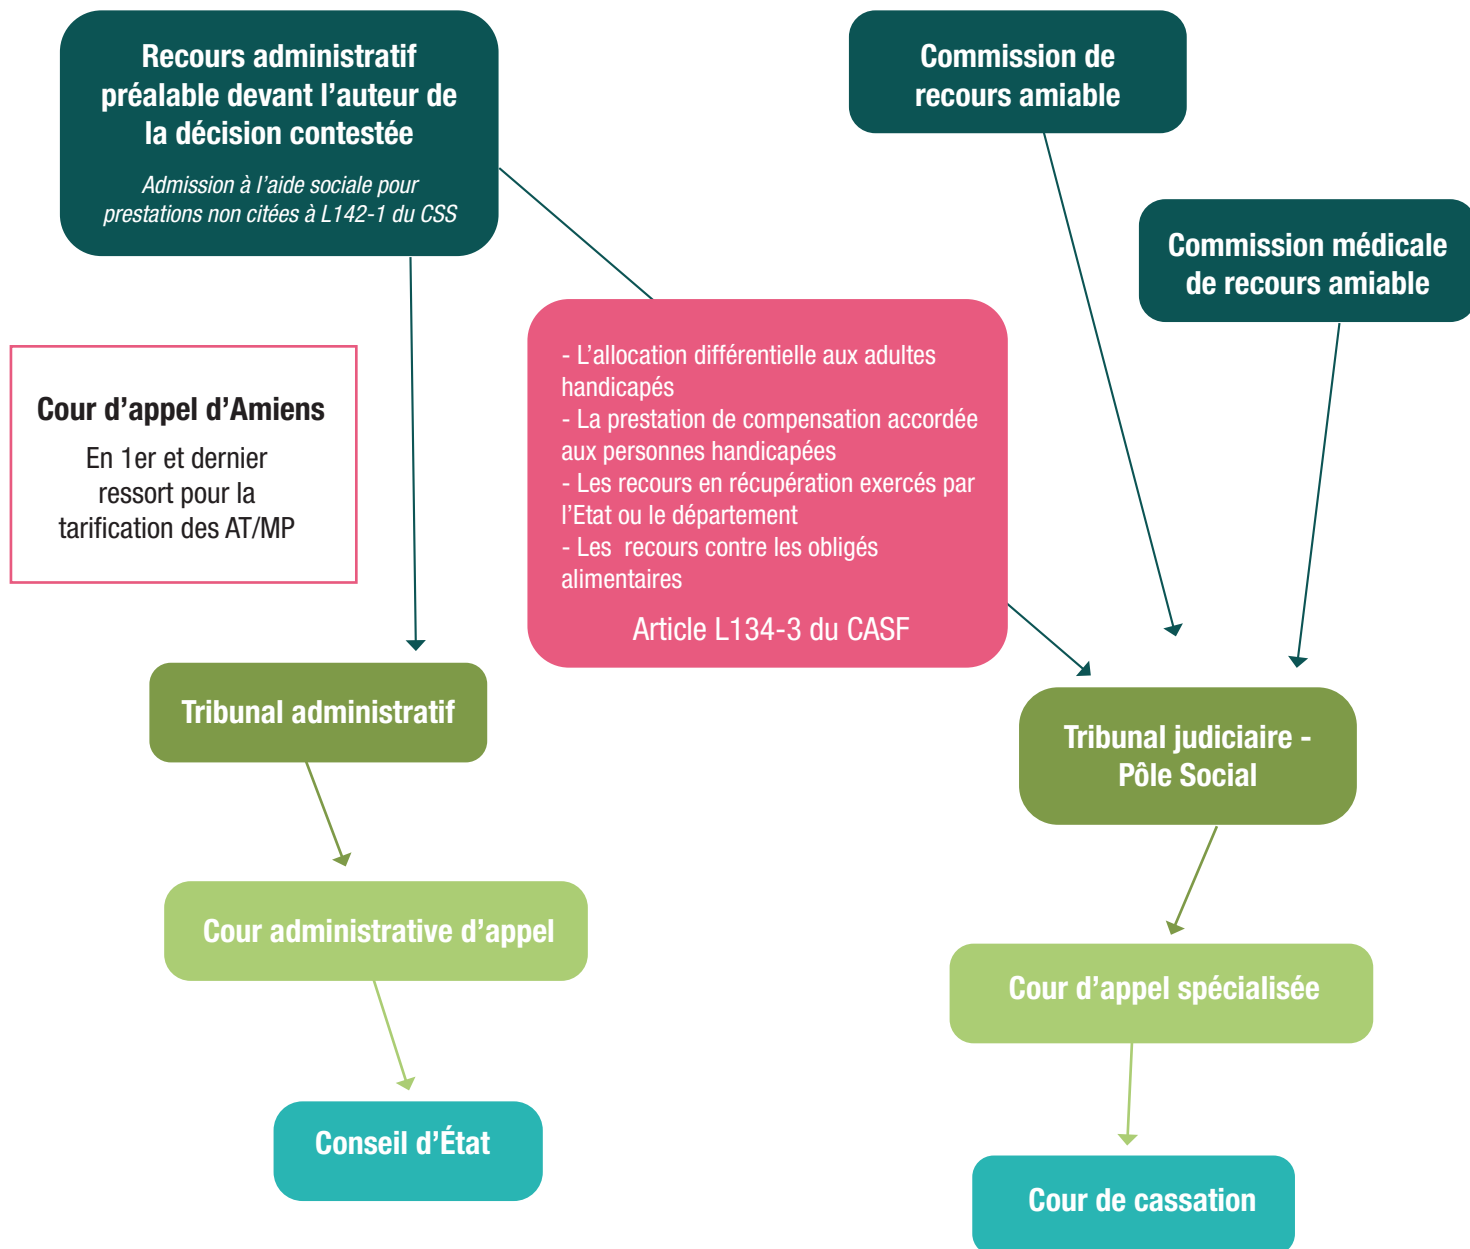 Recours administratif
préalable devant l’auteur de
la décision contestée
Admission à l’aide sociale pour
prestations non citées à L142-1 du CSS
Commission de
recours amiable
Commission médicale
de recours amiable
- L’allocation différentielle aux adultes
handicapés
- La prestation de compensation accordée
aux personnes handicapées
- Les recours en récupération exercés par
l’Etat ou le département
- Les  recours contre les obligés
alimentaires
Article L134-3 du CASF
Cour d’appel d’Amiens
En 1er et dernier
ressort pour la
tarification des AT/MP
Tribunal administratif
Tribunal judiciaire -
Pôle Social
Cour administrative d’appel
Cour d’appel spécialisée
Conseil d’État
Cour de cassation